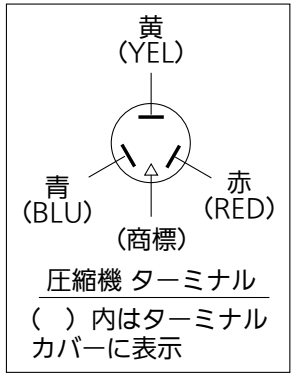 黄
(YEL)
青
(BLU)
赤
(RED)
(商標)
圧縮機 ターミナル
(　)内はターミナル
カバーに表示